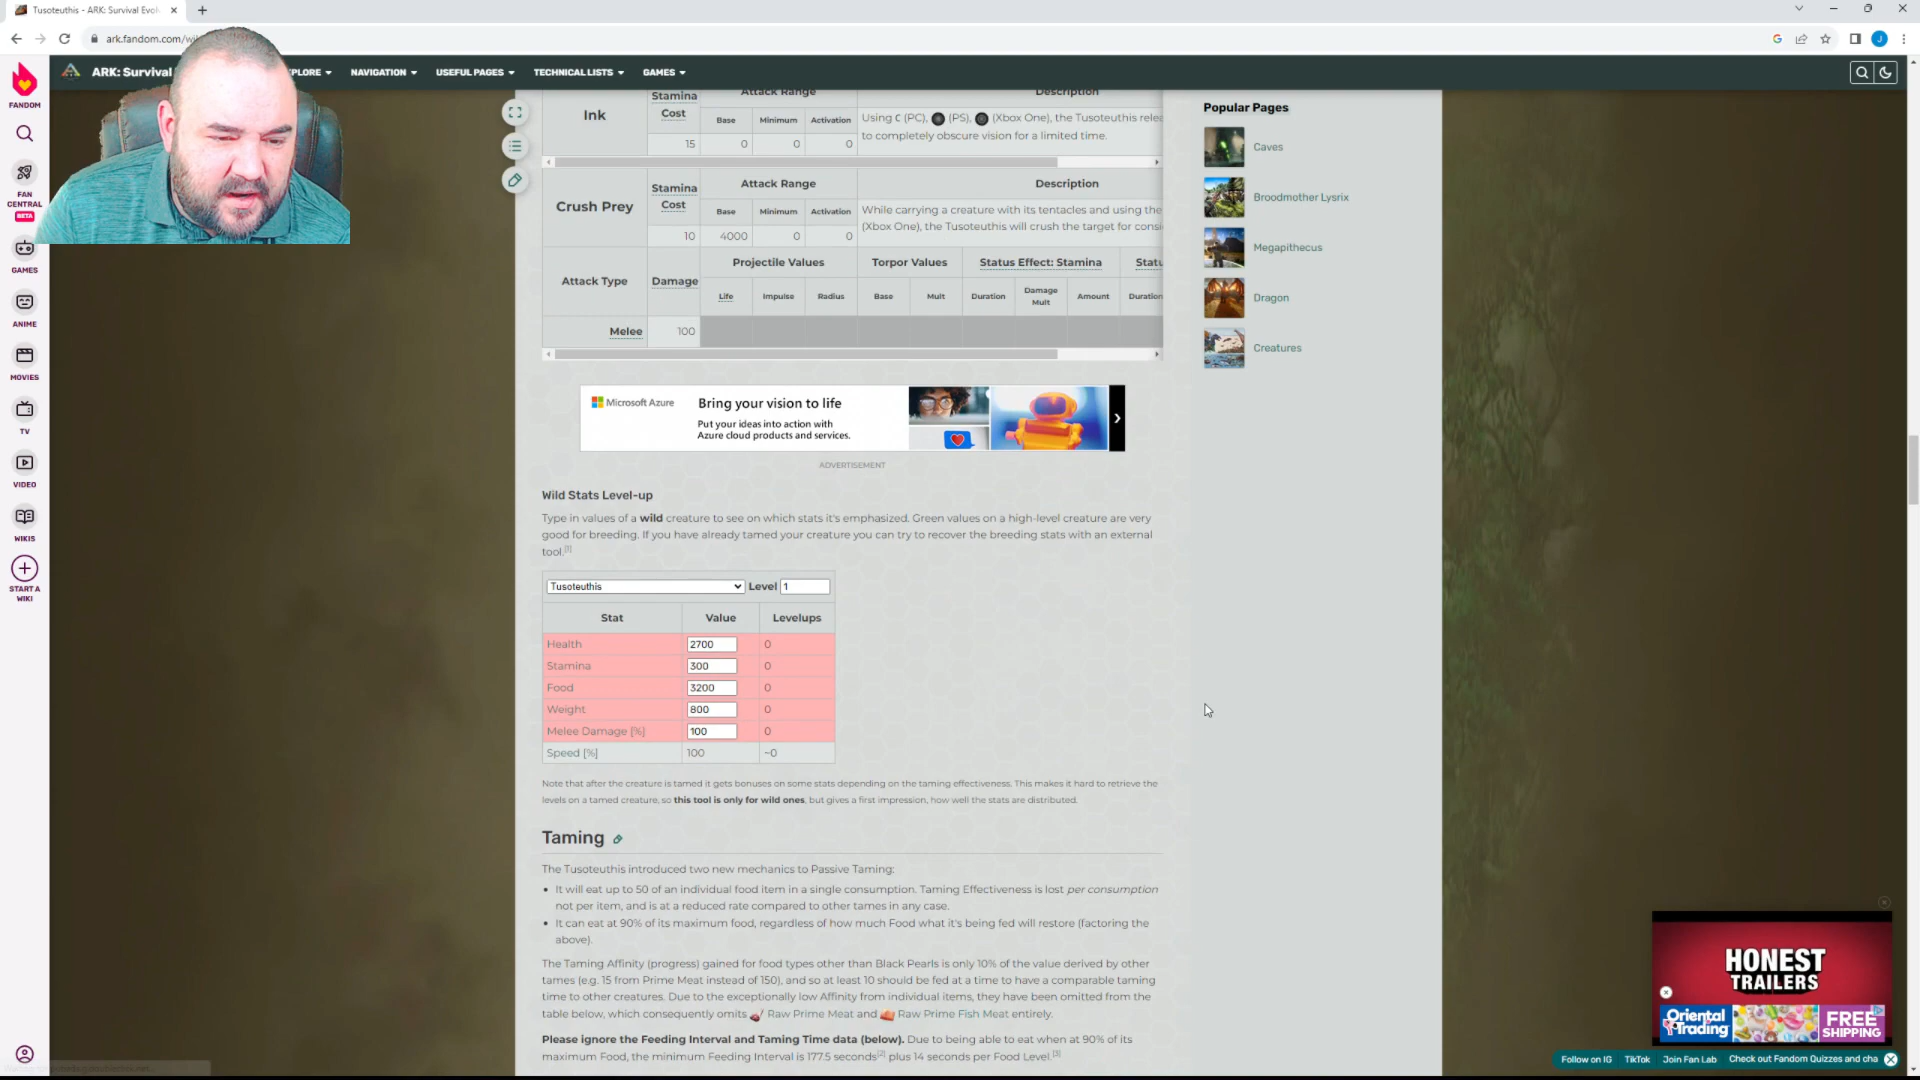 Tusoteuthis - ARK: Survival Evol
ark.fandom.com/wi
ARK: Survival
PLORE
NAVIGATION
USEFUL PAGES
TECHNICAL LISTS
GAMES
FANDOM
FAN CENTRAL
BETA
GAMES
ANIME
MOVIES
TV
VIDEO
WIKIS
START A WIKI
Ink
Stamina Cost
Attack Range
Description
Base
Minimum
Activation
Using C (PC), (PS), (Xbox One), the Tusoteuthis relea
to completely obscure vision for a limited time.
15
0
0
0
Crush Prey
Stamina Cost
Attack Range
Description
Base
Minimum
Activation
While carrying a creature with its tentacles and using the
(Xbox One), the Tusoteuthis will crush the target for consi
10
4000
0
0
Attack Type
Damage
Projectile Values
Torpor Values
Status Effect: Stamina
Statu
Life
Impulse
Radius
Base
Mult
Duration
Damage Mult
Amount
Duration
Melee
100
Microsoft Azure
Bring your vision to life
Put your ideas into action with
Azure cloud products and services.
ADVERTISEMENT
Wild Stats Level-up
Type in values of a wild creature to see on which stats it's emphasized. Green values on a high-level creature are very
good for breeding. If you have already tamed your creature you can try to recover the breeding stats with an external
tool.[1]
Tusoteuthis
Level 1
Stat
Value
Levelups
Health 2700 0
Stamina 300 0
Food 3200 0
Weight 800 0
Melee Damage [%] 100 0
Speed [%] 100 ~0
Note that after the creature is tamed it gets bonuses on some stats depending on the taming effectiveness. This makes it hard to retrieve the
levels on a tamed creature, so this tool is only for wild ones, but gives a first impression, how well the stats are distributed.
Taming
The Tusoteuthis introduced two new mechanics to Passive Taming:
It will eat up to 50 of an individual food item in a single consumption. Taming Effectiveness is lost per consumption
not per item, and is at a reduced rate compared to other tames in any case.
It can eat at 90% of its maximum food, regardless of how much Food what it's being fed will restore (factoring the
above).
The Taming Affinity (progress) gained for food types other than Black Pearls is only 10% of the value derived by other
tames (e.g. 15 from Prime Meat instead of 150), and so at least 10 should be fed at a time to have a comparable taming
time to other creatures. Due to the exceptionally low Affinity from individual items, they have been omitted from the
table below, which consequently omits Raw Prime Meat and Raw Prime Fish Meat entirely.
Please ignore the Feeding Interval and Taming Time data (below). Due to being able to eat when at 90% of its
maximum Food, the minimum Feeding Interval is 177.5 seconds[2] plus 14 seconds per Food Level.[3]
Popular Pages
Caves
Broodmother Lysrix
Megapithecus
Dragon
Creatures
HONEST
TRAILERS
Oriental
Trading
FREE
SHIPPING
Follow on IG
TikTok
Join Fan Lab
Check out Fandom Quizzes and cha
J